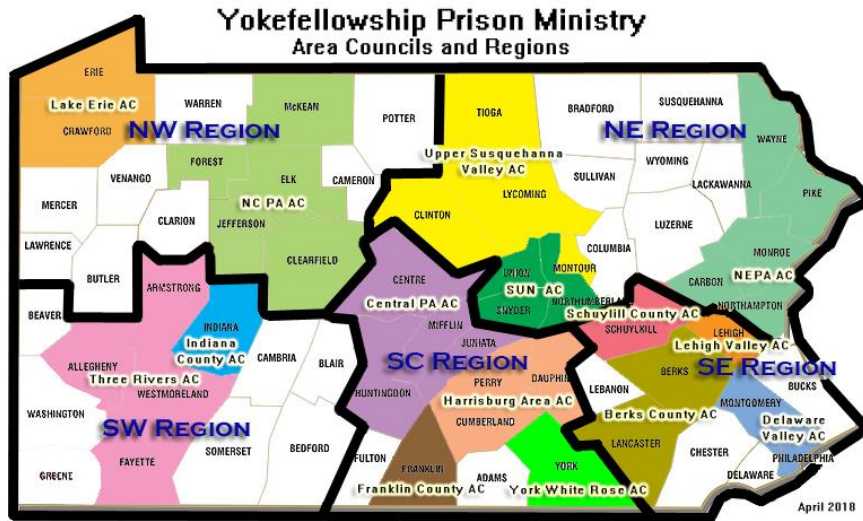 Yokefellowship Prison Ministry
Area Councils and Regions
ERIE
Lake Erie AC
CRAWFORD
WARREN
McKEAN
POTTER
TIOGA
BRADFORD
SUSQUEHANNA
WAYNE
NW REGION
NE REGION
FOREST
VENANGO
ELK
CAMERON
NC PA AC
Upper Susquehanna
Valley AC
LYCOMING
CLINTON
SULLIVAN
WYOMING
LACKAWANNA
PIKE
MERCER
CLARION
JEFFERSON
LAWRENCE
BUTLER
CLEARFIELD
LUZERNE
COLUMBIA
MONROE
CARBON
NEPA AC
NORTHAMPTON
CENTRE
Central PA AC
UNION
MONTOUR
SUN AC
SNYDER
NORTHUMBERLAND
Schuylill County AC
SCHUYLKILL
LEHIGH
Lehigh Valley AC
ARMSTRONG
BEAVER
INDIANA
Indiana
County AC
CAMBRIA
BLAIR
MIFFLIN
JUNIATA
SC REGION
SE REGION
ALLEGHENY
Three Rivers AC
WESTMORELAND
HUNTINGDON
PERRY
DAUPHIN
Harrisburg Area AC
CUMBERLAND
LEBANON
BERKS
BUCKS
MONTGOMERY
Berks County AC
Delaware
Valley AC
WASHINGTON
SW REGION
GREENE
FAYETTE
SOMERSET
BEDFORD
FULTON
FRANKLIN
Franklin County AC
ADAMS
YORK
York White Rose AC
LANCASTER
CHESTER
DELAWARE
PHILADELPHIA
April 2018